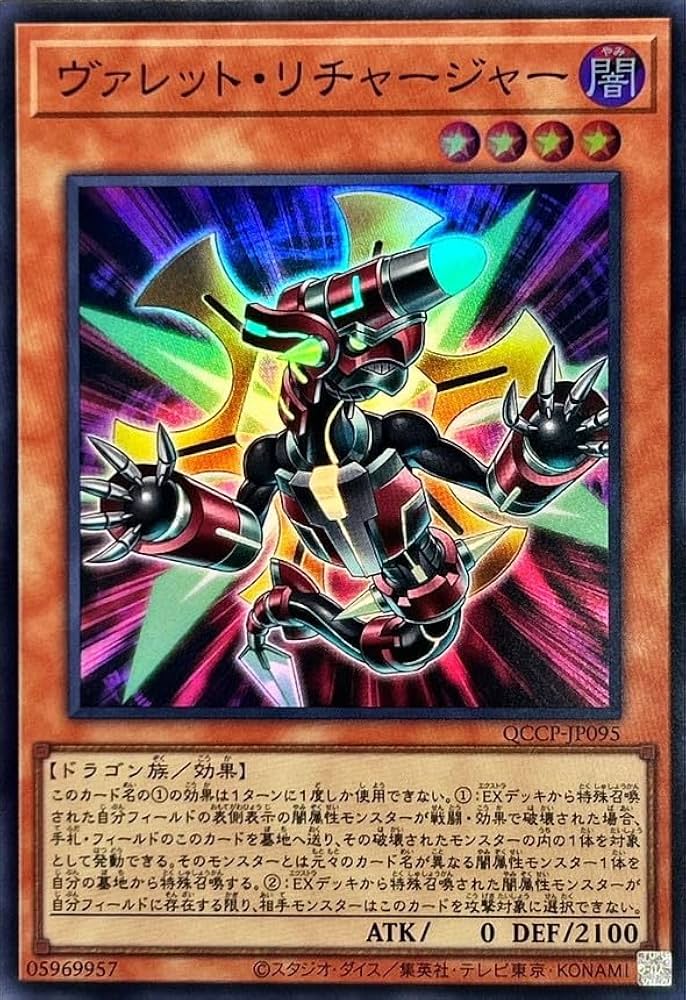 ヴァレット・リチャージャー
闇
QCCP-JP095
【ドラゴン族／効果】
このカード名の①の効果は1ターンに1度しか使用できない。①：EXデッキから特殊召喚
された自分フィールドの表側表示の闇属性モンスターが戦闘・効果で破壊された場合、
手札・フィールドのこのカードを墓地へ送り、その破壊されたモンスターの内の1体を対象
として発動できる。そのモンスターとは元々のカード名が異なる闇属性モンスター1体を
自分の墓地から特殊召喚する。②：EXデッキから特殊召喚された闇属性モンスターが
自分フィールドに存在する限り、相手モンスターはこのカードを攻撃対象に選択できない。
ATK/ 0 DEF/2100
05969957 ©スタジオ・ダイス／集英社・テレビ東京・KONAMI